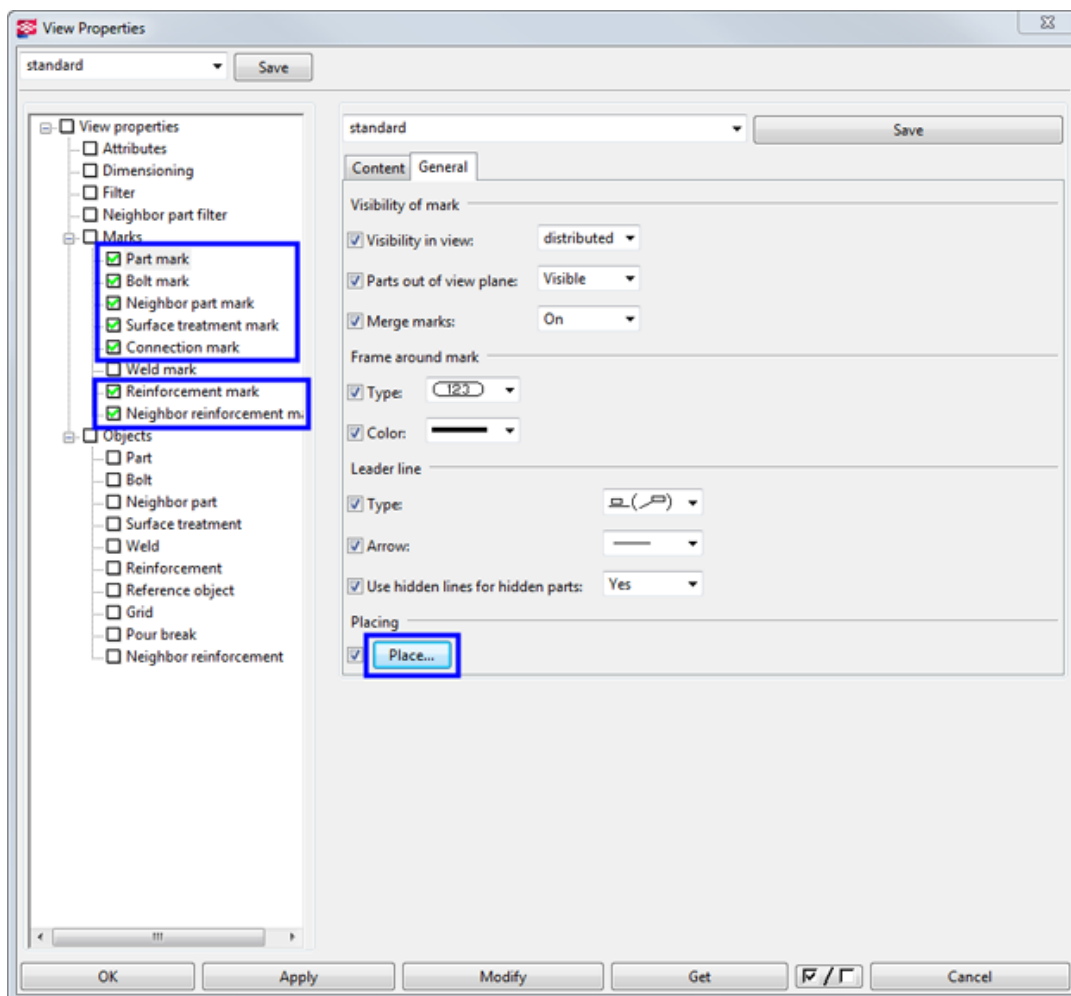 View Properties
standard Save
View properties
Attributes
Dimensioning
Filter
Neighbor part filter
Marks
Part mark
Bolt mark
Neighbor part mark
Surface treatment mark
Connection mark
Weld mark
Reinforcement mark
Neighbor reinforcement ma
Objects
Part
Bolt
Neighbor part
Surface treatment
Weld
Reinforcement
Reference object
Grid
Pour break
Neighbor reinforcement
standard Save
Content General
Visibility of mark
Visibility in view: distributed
Parts out of view plane: Visible
Merge marks: On
Frame around mark
Type: 123
Color:
Leader line
Type:
Arrow:
Use hidden lines for hidden parts: Yes
Placing
Place...
OK Apply Modify Get / Cancel